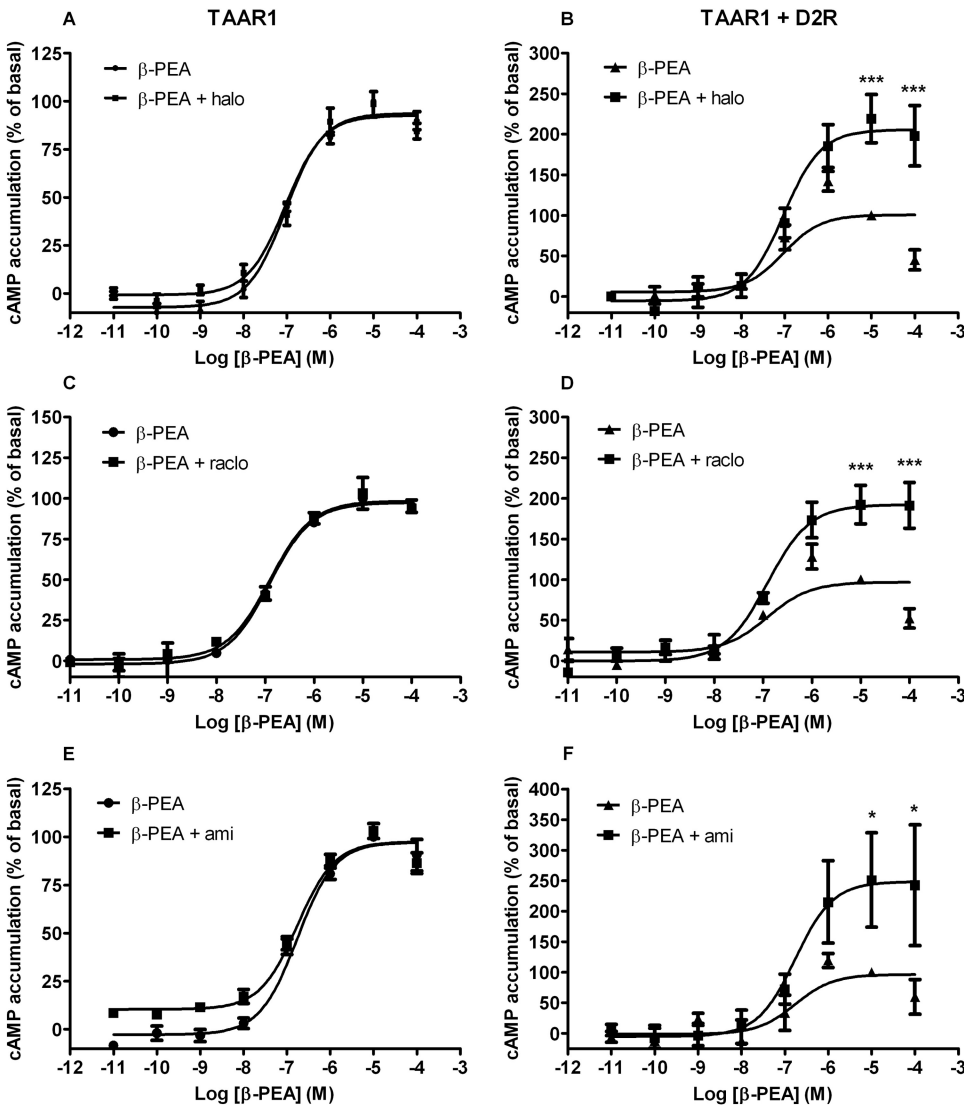 TAAR1
TAAR1 + D2R
A
cAMP accumulation (% of basal)
125
100
75
50
25
0
β-PEA
β-PEA + halo
-12 -11 -10 -9 -8 -7 -6 -5 -4 -3
Log [β-PEA] (M)
B
cAMP accumulation (% of basal)
300
250
200
150
100
50
0
β-PEA
β-PEA + halo
*** ***
-12 -11 -10 -9 -8 -7 -6 -5 -4 -3
Log [β-PEA] (M)
C
cAMP accumulation (% of basal)
150
125
100
75
50
25
0
β-PEA
β-PEA + raclo
-11 -10 -9 -8 -7 -6 -5 -4 -3
Log [β-PEA] (M)
D
cAMP accumulation (% of basal)
300
250
200
150
100
50
0
β-PEA
β-PEA + raclo
*** ***
-11 -10 -9 -8 -7 -6 -5 -4 -3
Log [β-PEA] (M)
E
cAMP accumulation (% of basal)
125
100
75
50
25
0
β-PEA
β-PEA + ami
-12 -11 -10 -9 -8 -7 -6 -5 -4 -3
Log [β-PEA] (M)
F
cAMP accumulation (% of basal)
400
350
300
250
200
150
100
50
0
β-PEA
β-PEA + ami
* *
-12 -11 -10 -9 -8 -7 -6 -5 -4 -3
Log [β-PEA] (M)